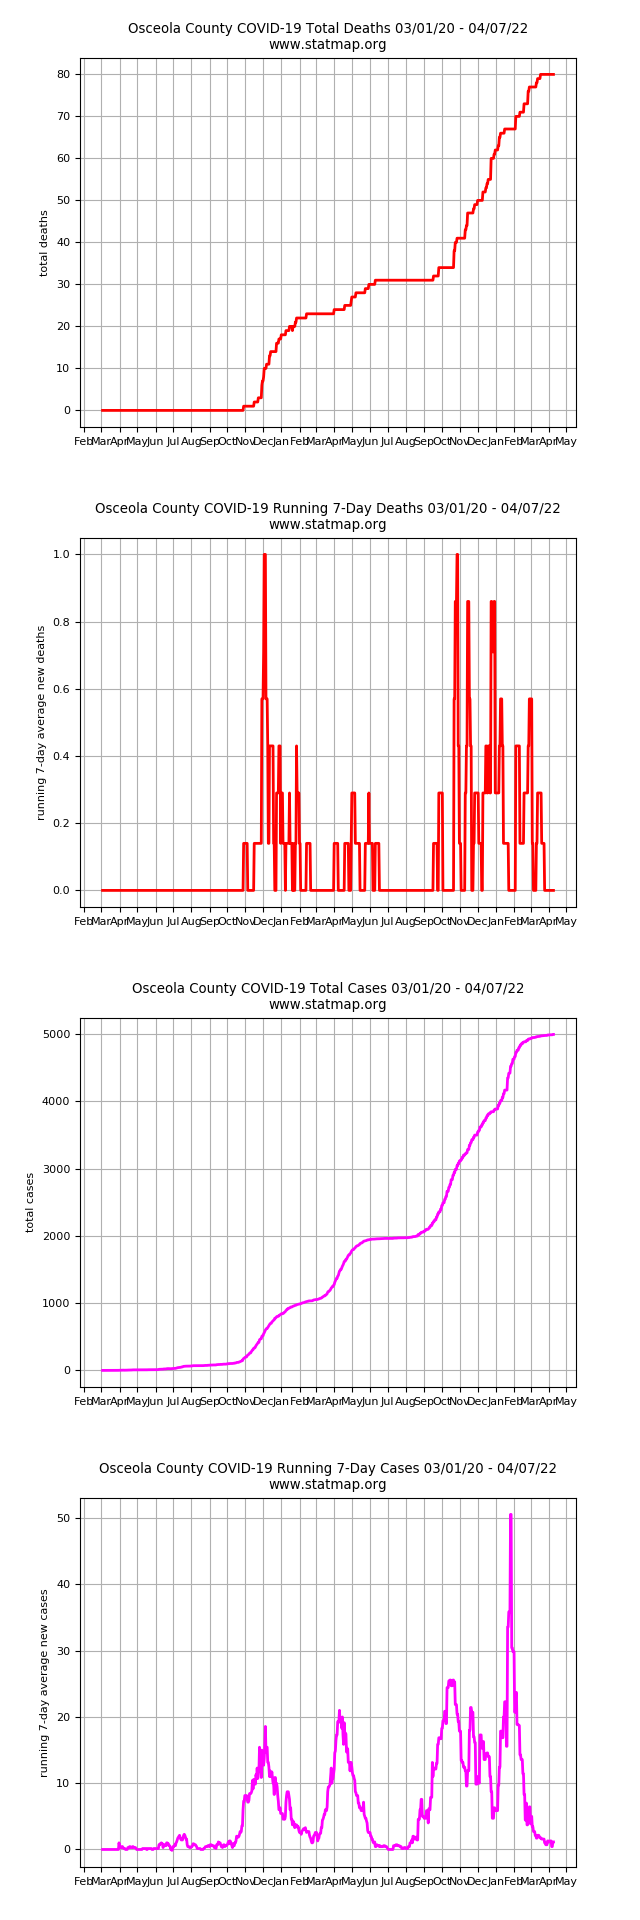 Osceola County COVID-19 Total Deaths 03/01/20 - 04/07/22
www.statmap.org
80
70
60
50
40
30
20
10
0
total deaths
Feb Mar Apr May Jun Jul Aug Sep Oct Nov Dec Jan Feb Mar Apr May Jun Jul Aug Sep Oct Nov Dec Jan Feb Mar Apr May
Osceola County COVID-19 Running 7-Day Deaths 03/01/20 - 04/07/22
www.statmap.org
1.0
0.8
0.6
0.4
0.2
0.0
running 7-day average new deaths
Feb Mar Apr May Jun Jul Aug Sep Oct Nov Dec Jan Feb Mar Apr May Jun Jul Aug Sep Oct Nov Dec Jan Feb Mar Apr May
Osceola County COVID-19 Total Cases 03/01/20 - 04/07/22
www.statmap.org
5000
4000
3000
2000
1000
0
total cases
Feb Mar Apr May Jun Jul Aug Sep Oct Nov Dec Jan Feb Mar Apr May Jun Jul Aug Sep Oct Nov Dec Jan Feb Mar Apr May
Osceola County COVID-19 Running 7-Day Cases 03/01/20 - 04/07/22
www.statmap.org
50
40
30
20
10
0
running 7-day average new cases
Feb Mar Apr May Jun Jul Aug Sep Oct Nov Dec Jan Feb Mar Apr May Jun Jul Aug Sep Oct Nov Dec Jan Feb Mar Apr May